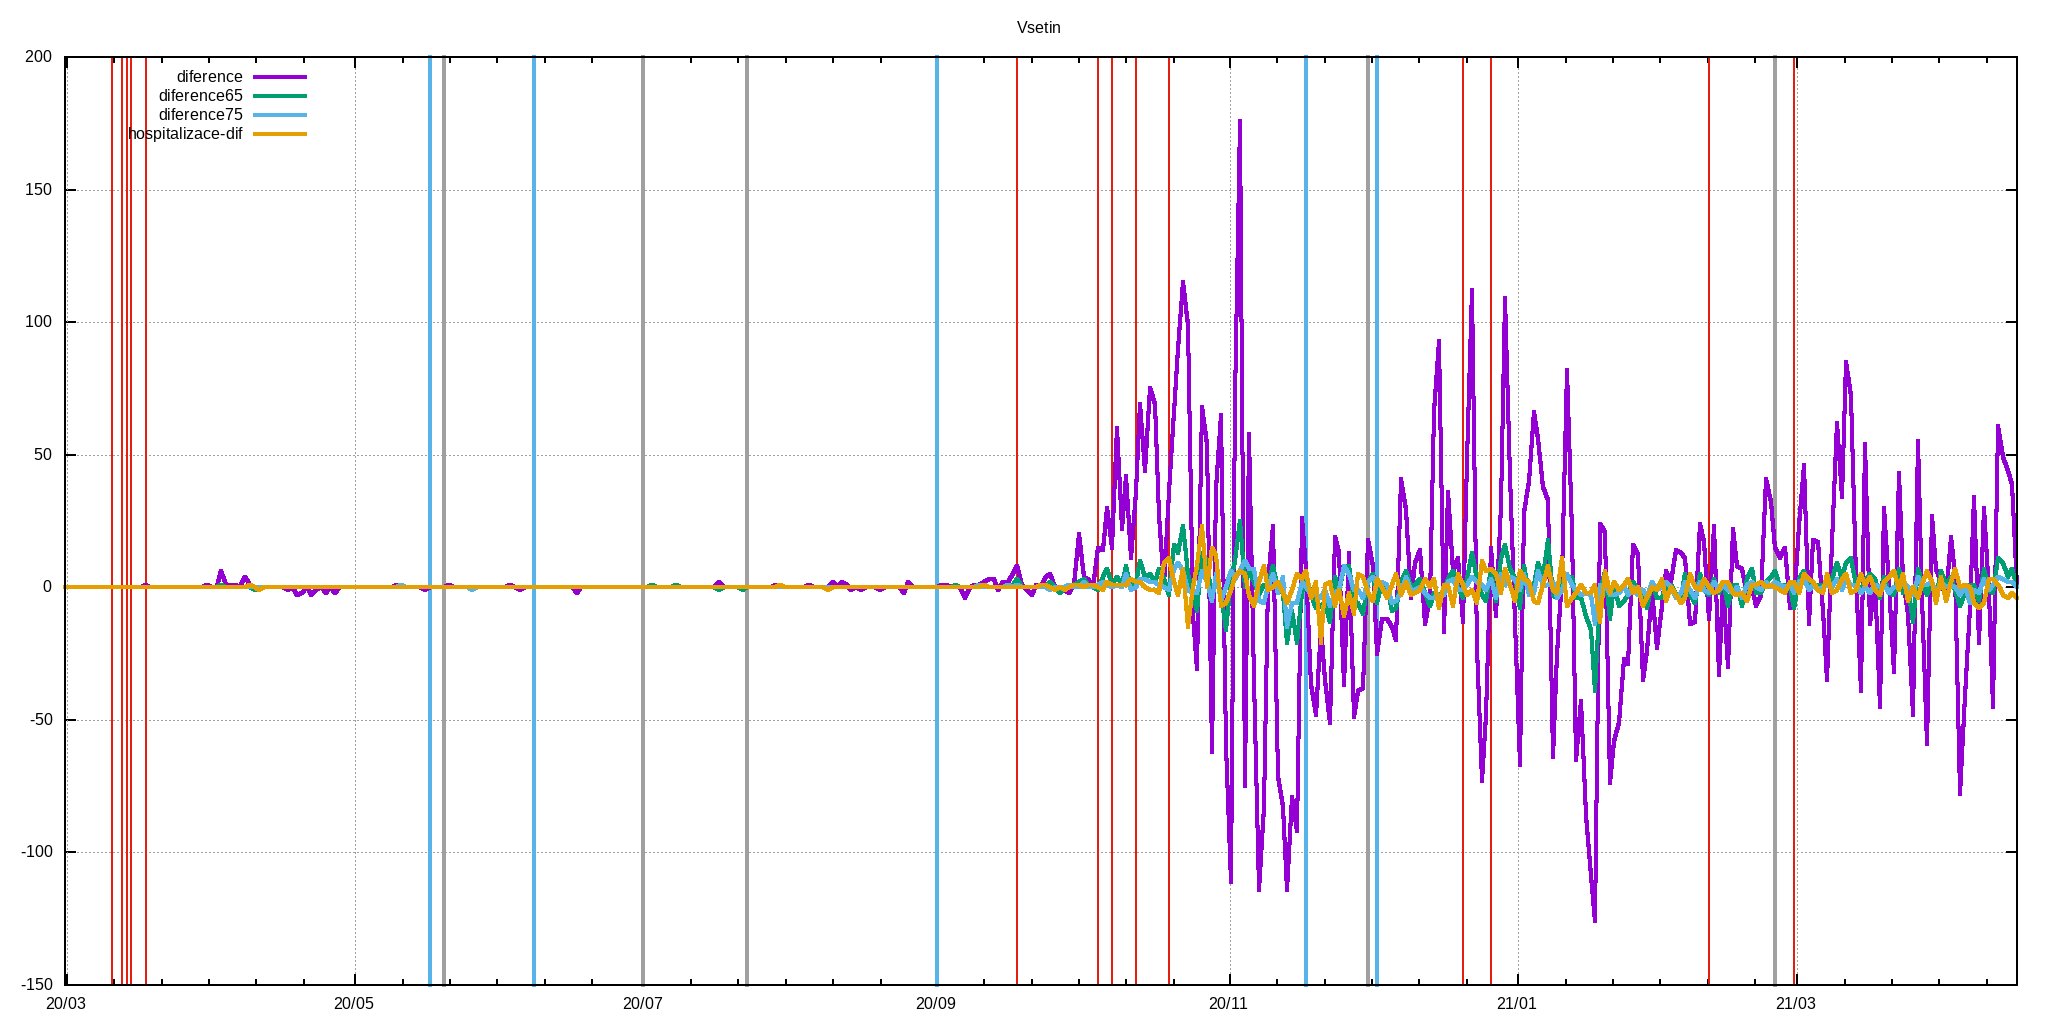 Vsetin
200
diference
diference65
diference75
hospitalizace-dif
150
100
50
0
-50
-100
-150
20/03 20/05 20/07 20/09 20/11 21/01 21/03